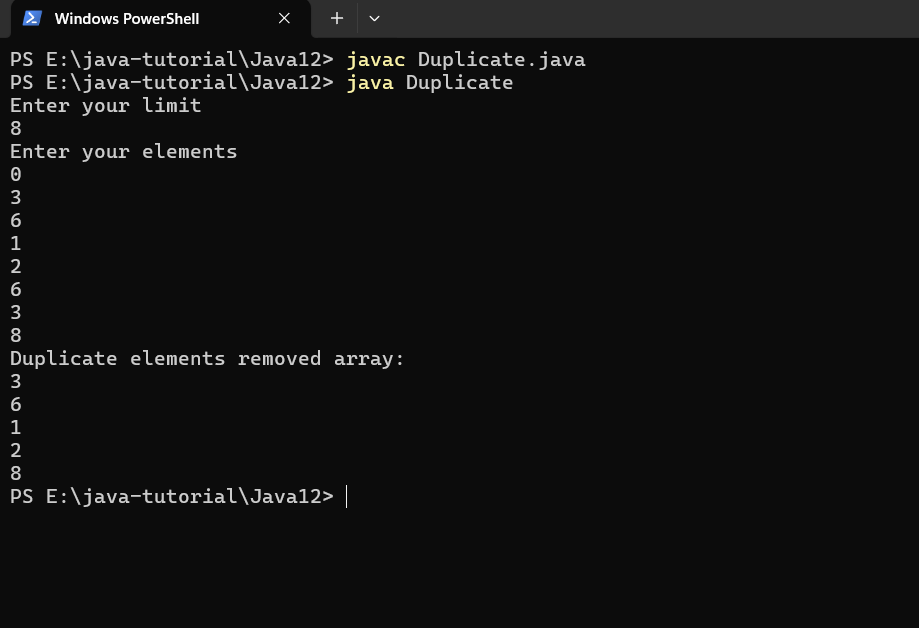 Windows PowerShell
PS E:\java-tutorial\Java12> javac Duplicate.java
PS E:\java-tutorial\Java12> java Duplicate
Enter your limit
8
Enter your elements
0
3
6
1
2
6
3
8
Duplicate elements removed array:
3
6
1
2
8
PS E:\java-tutorial\Java12>